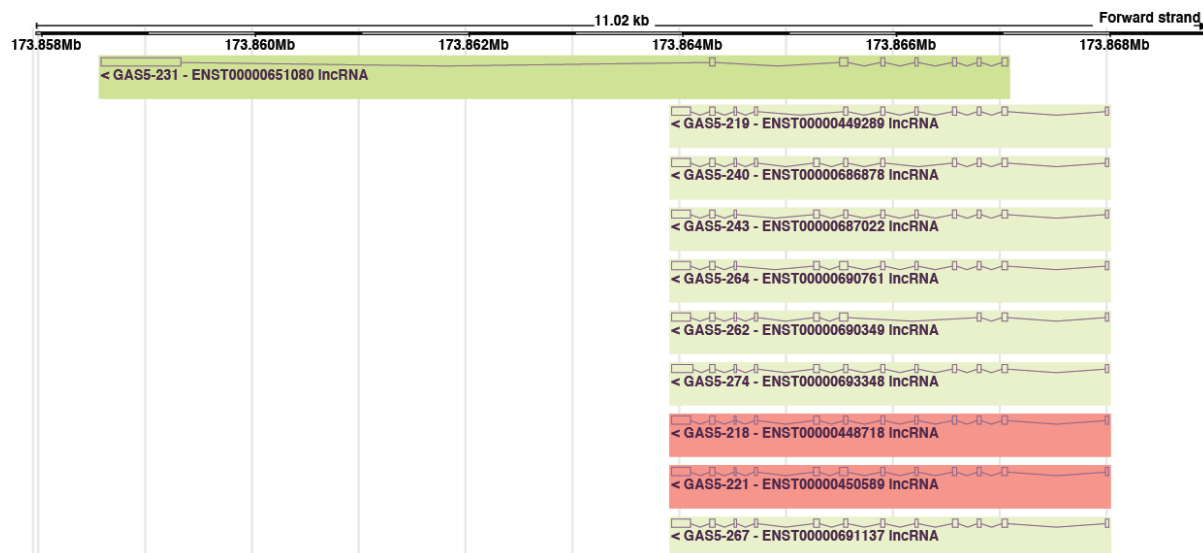 11.02 kb
Forward strand
173.858Mb 173.860Mb 173.862Mb 173.864Mb 173.866Mb 173.868Mb
< GAS5-231 - ENST00000651080 lncRNA
< GAS5-219 - ENST00000449289 lncRNA
< GAS5-240 - ENST00000686878 lncRNA
< GAS5-243 - ENST00000687022 lncRNA
< GAS5-264 - ENST00000690761 lncRNA
< GAS5-262 - ENST00000690349 lncRNA
< GAS5-274 - ENST00000693348 lncRNA
< GAS5-218 - ENST00000448718 lncRNA
< GAS5-221 - ENST00000450589 lncRNA
< GAS5-267 - ENST00000691137 lncRNA